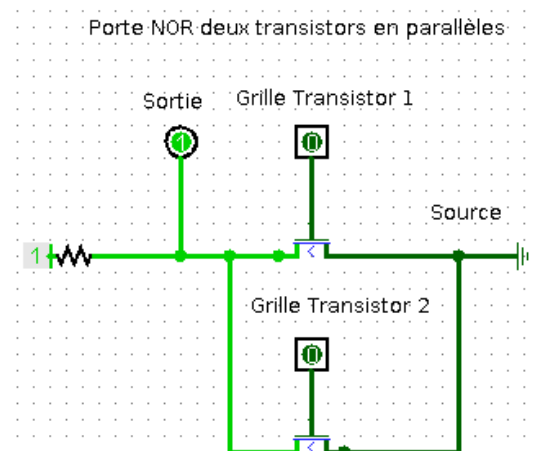 Porte NOR deux transistors en parallèles
Sortie
Grille Transistor 1
1
0
Source
1
Grille Transistor 2
0